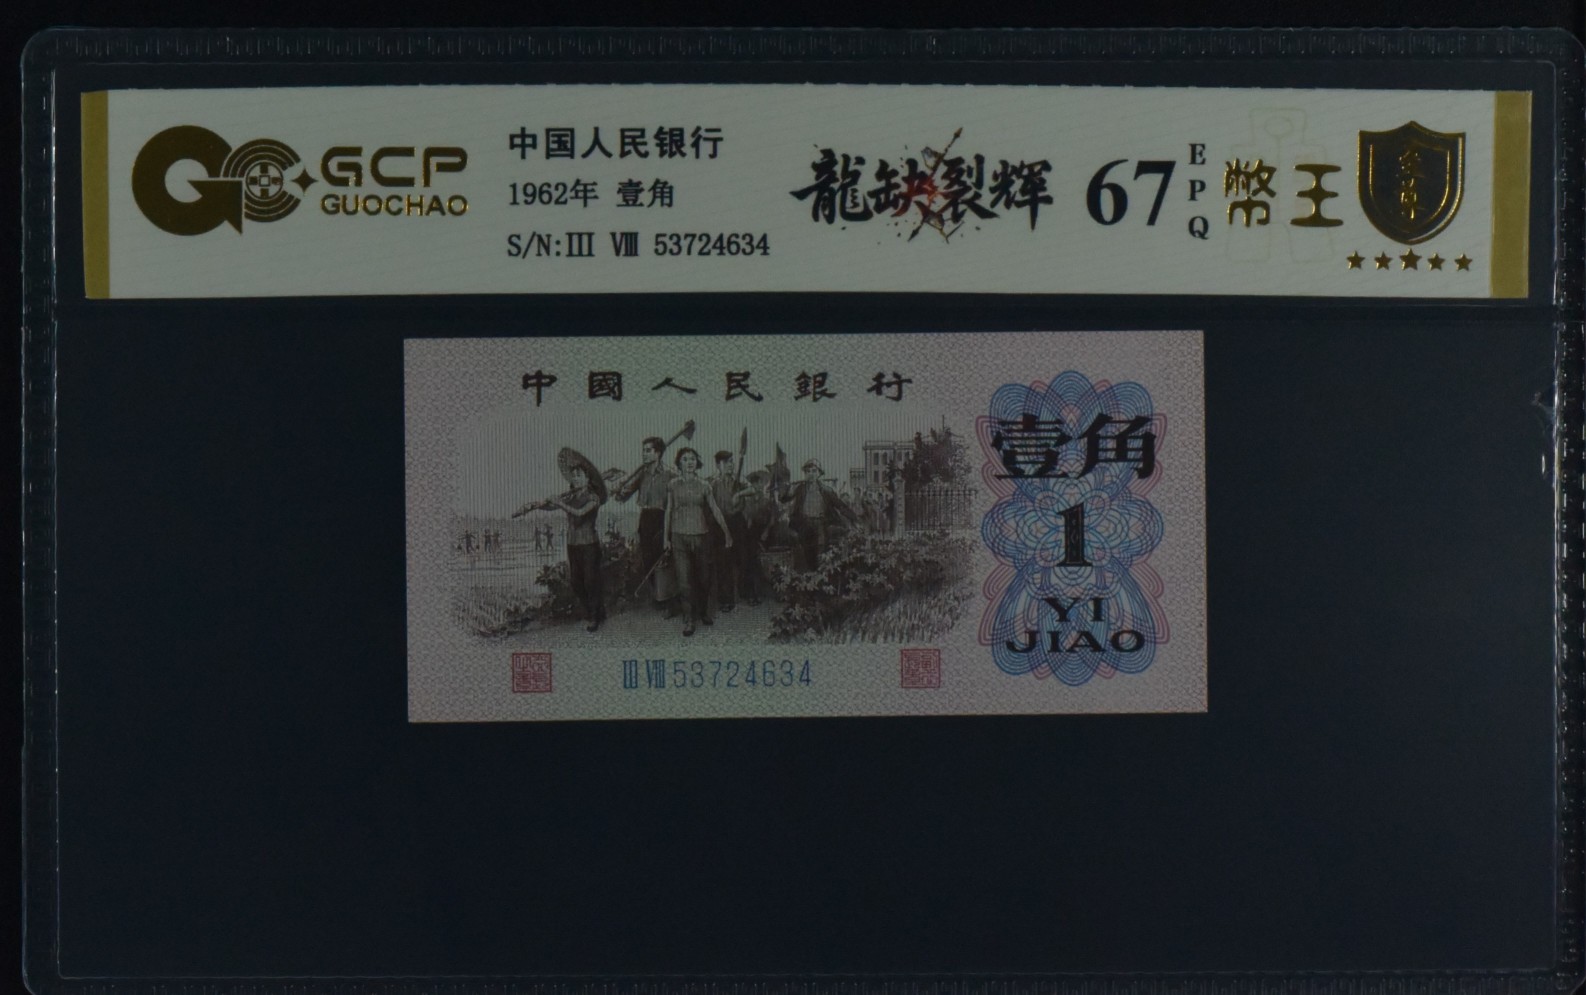 GCP
GUOCHAO
中国人民银行
1962年 壹角
S/N:III VIII 53724634
龍缺裂辉
67
EPQ
幣王
中國人民銀行
壹角
1
YI
JIAO
III VIII 53724634